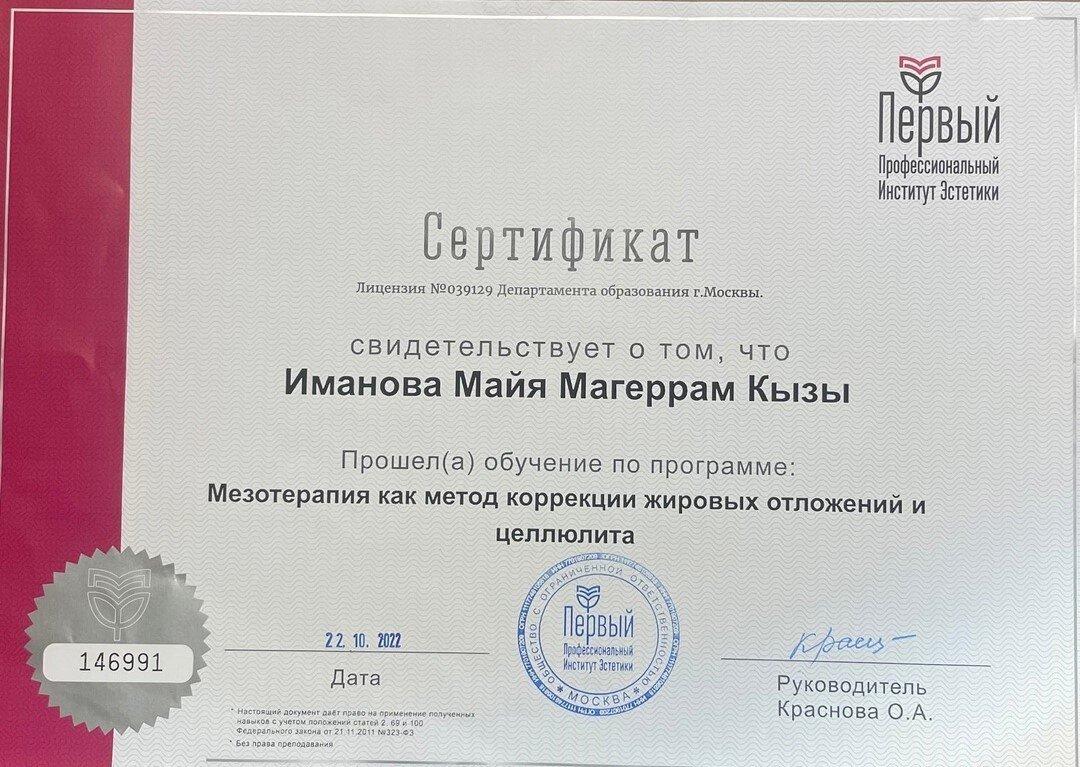 Первый
Профессиональный
Институт Эстетики
Сертификат
Лицензия №039129 Департамента образования г.Москвы.
свидетельствует о том, что
Иманова Майя Магеррам Кызы
Прошел(а) обучение по программе:
Мезотерапия как метод коррекции жировых отложений и
целлюлита
146991
22. 10. 2022
Дата
* Настоящий документ даёт право на применение полученных
навыков с учетом положений статей 2, 69 и 100
Федерального закона от 21.11.2011 №323-ФЗ
* Без права преподавания
ОБЩЕСТВО С ОГРАНИЧЕННОЙ ОТВЕТСТВЕННОСТЬЮ
* МОСКВА *
Первый
Профессиональный
Институт Эстетики
Руководитель
Краснова О.А.